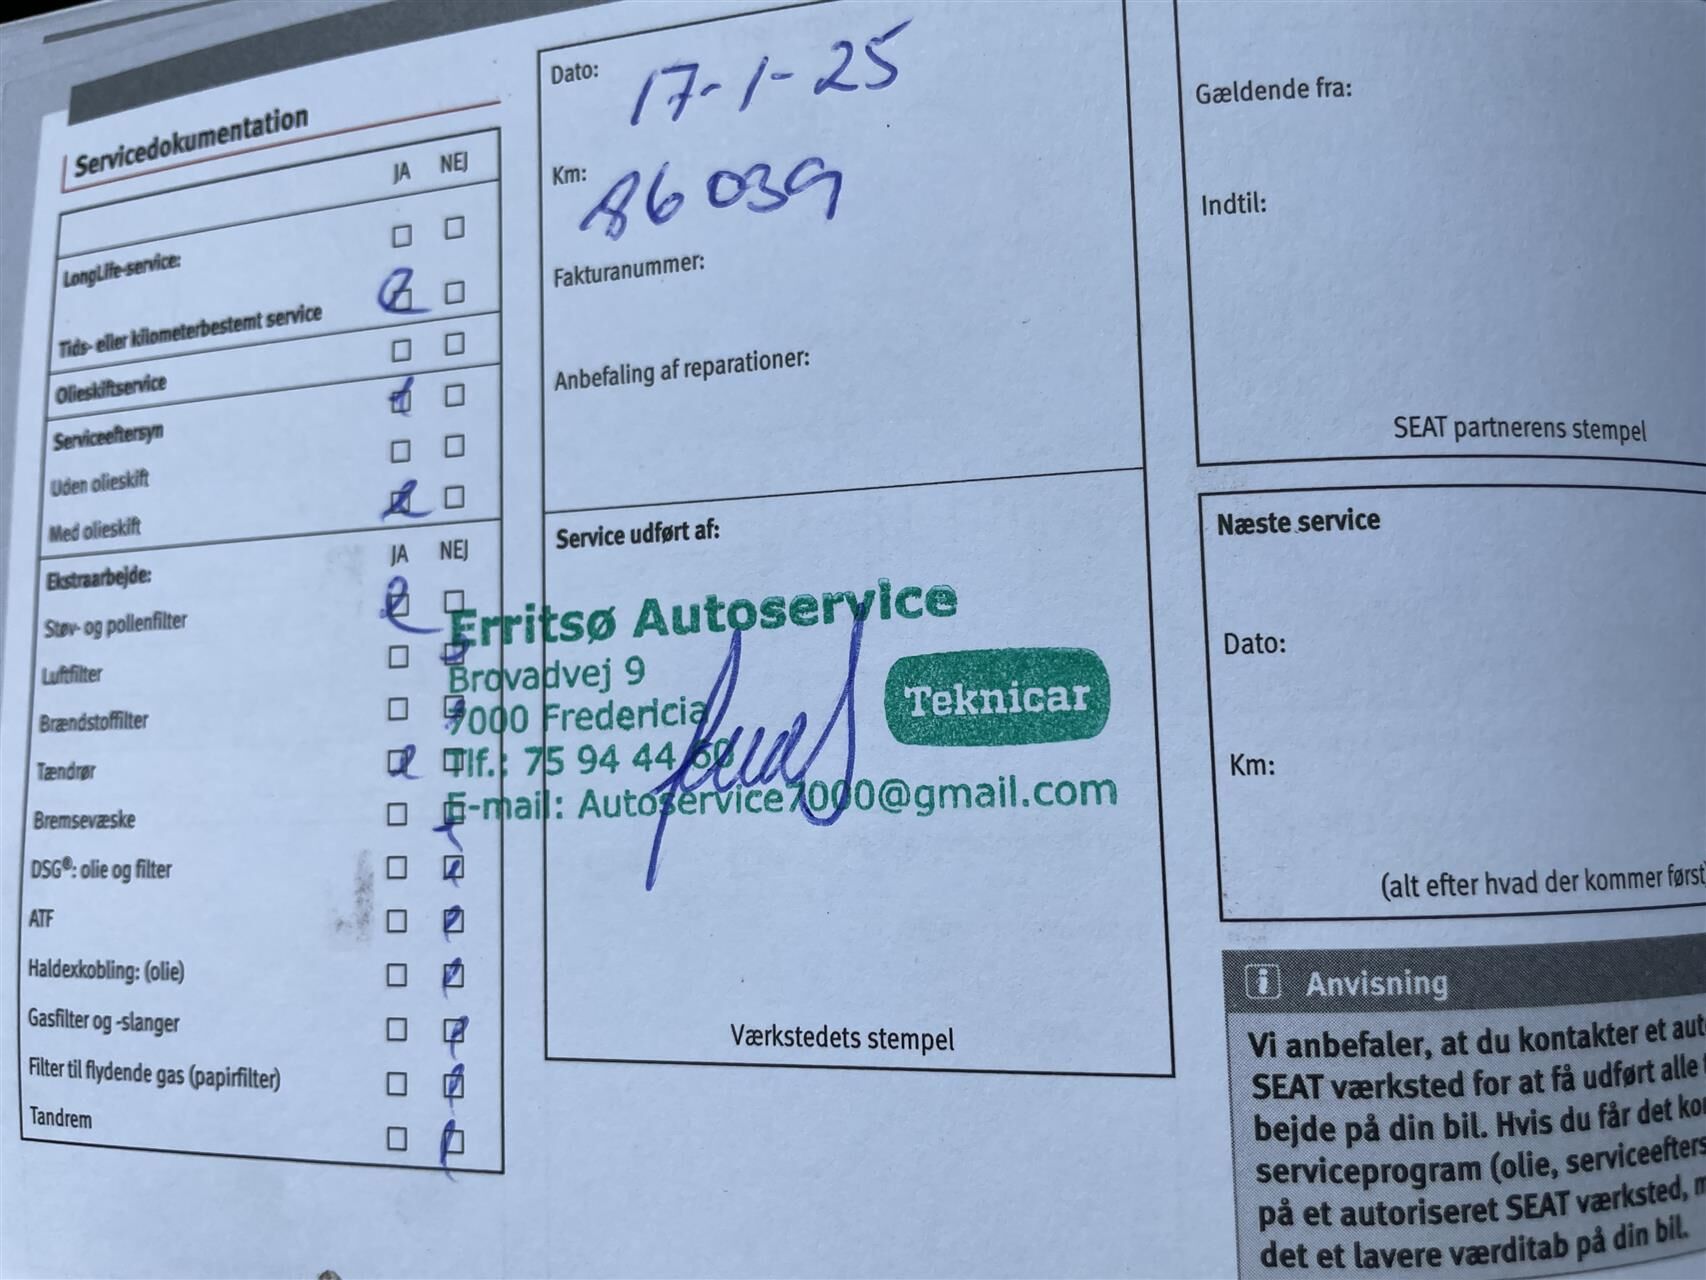 Servicedokumentation
JA NEJ
LongLife-service:
Tids- eller kilometerbestemt service
Olieskiftservice
Serviceeftersyn
Uden olieskift
Med olieskift
JA NEJ
Ekstraarbejde:
Støv- og pollenfilter
Luftfilter
Brændstoffilter
Tændrør
Bremsevæske
DSG®: olie og filter
ATF
Haldexkobling: (olie)
Gasfilter og -slanger
Filter til flydende gas (papirfilter)
Tandrem
Dato: 17-1-25
Km: 86039
Fakturanummer:
Anbefaling af reparationer:
Service udført af:
Erritsø Autoservice
Brovadvej 9
7000 Fredericia
Tlf.: 75 94 44 60
E-mail: Autoservice7000@gmail.com
Teknicar
Værkstedets stempel
Gældende fra:
Indtil:
SEAT partnerens stempel
Næste service
Dato:
Km:
(alt efter hvad der kommer først)
i Anvisning
Vi anbefaler, at du kontakter et
SEAT værksted for at få udført alle
bejde på din bil. Hvis du får det
serviceprogram (olie,
på et autoriseret SEAT værksted,
det et lavere værditab på din bil.